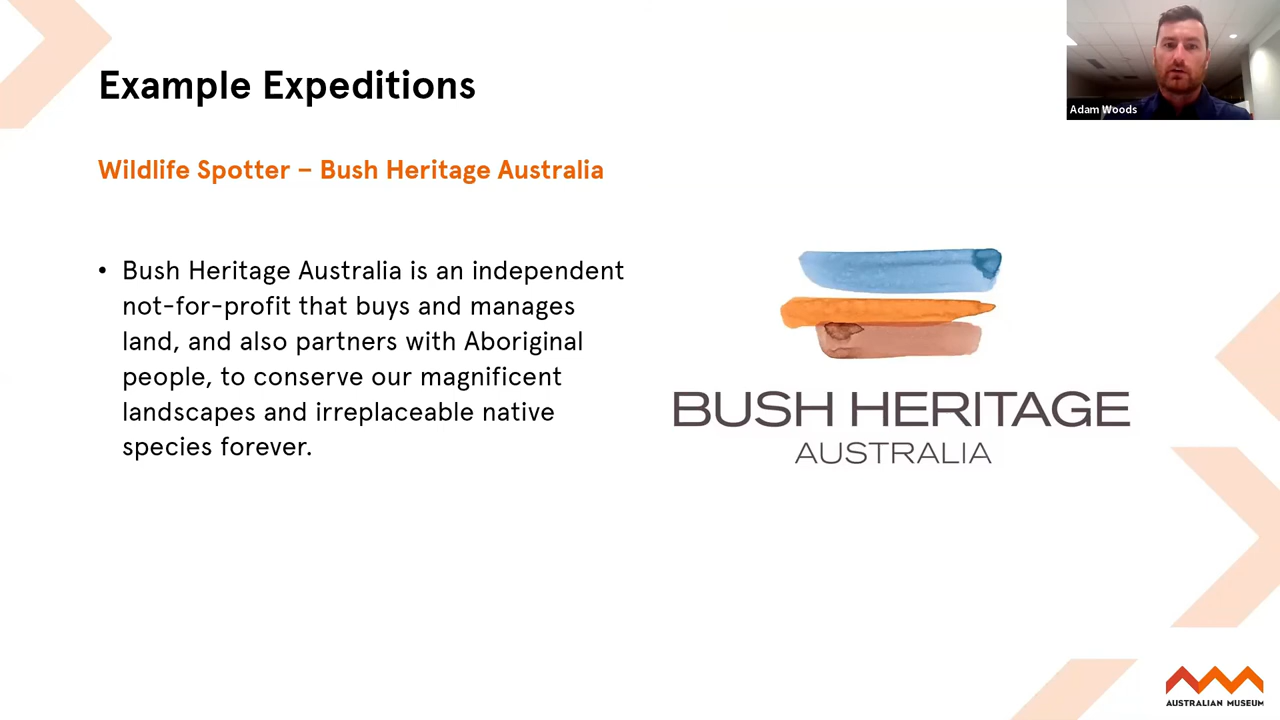 Example Expeditions
Wildlife Spotter – Bush Heritage Australia
• Bush Heritage Australia is an independent
not-for-profit that buys and manages
land, and also partners with Aboriginal
people, to conserve our magnificent
landscapes and irreplaceable native
species forever.
BUSH HERITAGE
AUSTRALIA
Adam Woods
AUSTRALIAN MUSEUM